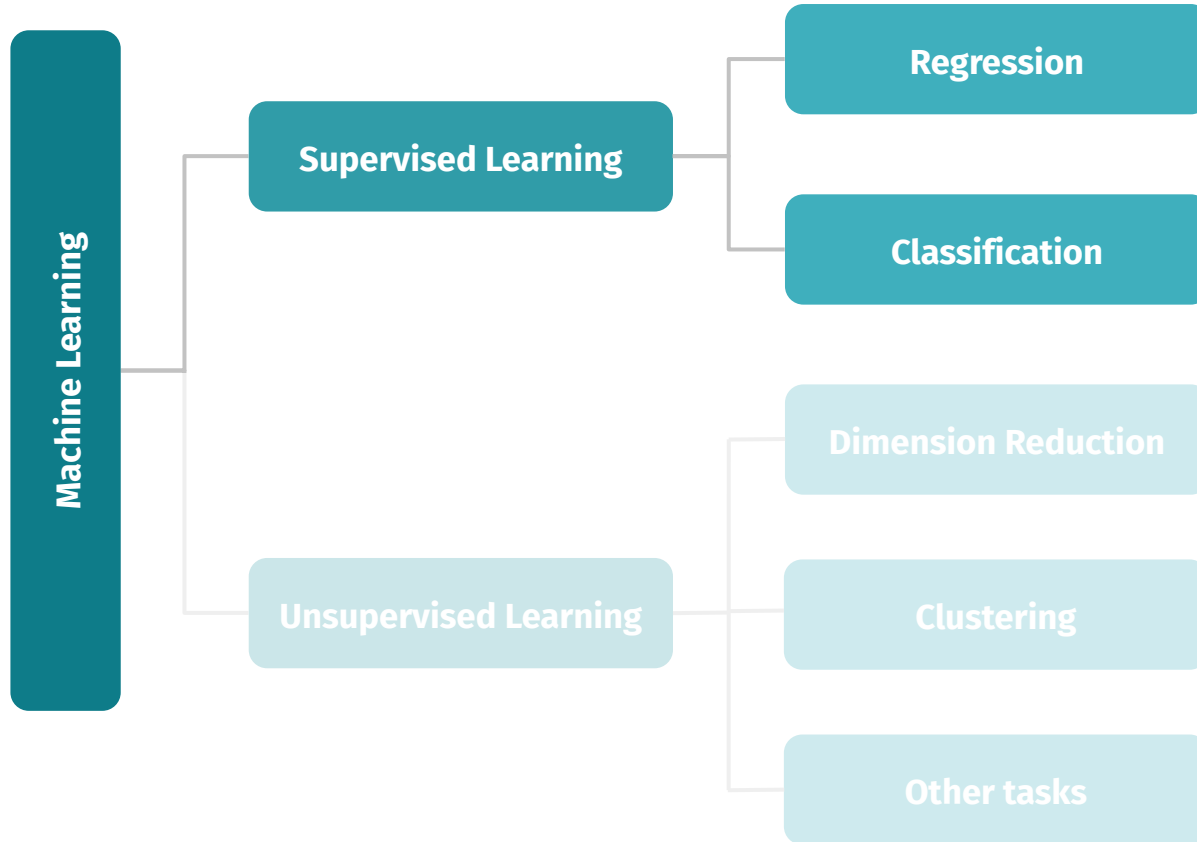 Machine Learning
Supervised Learning
Regression
Classification
Unsupervised Learning
Dimension Reduction
Clustering
Other tasks